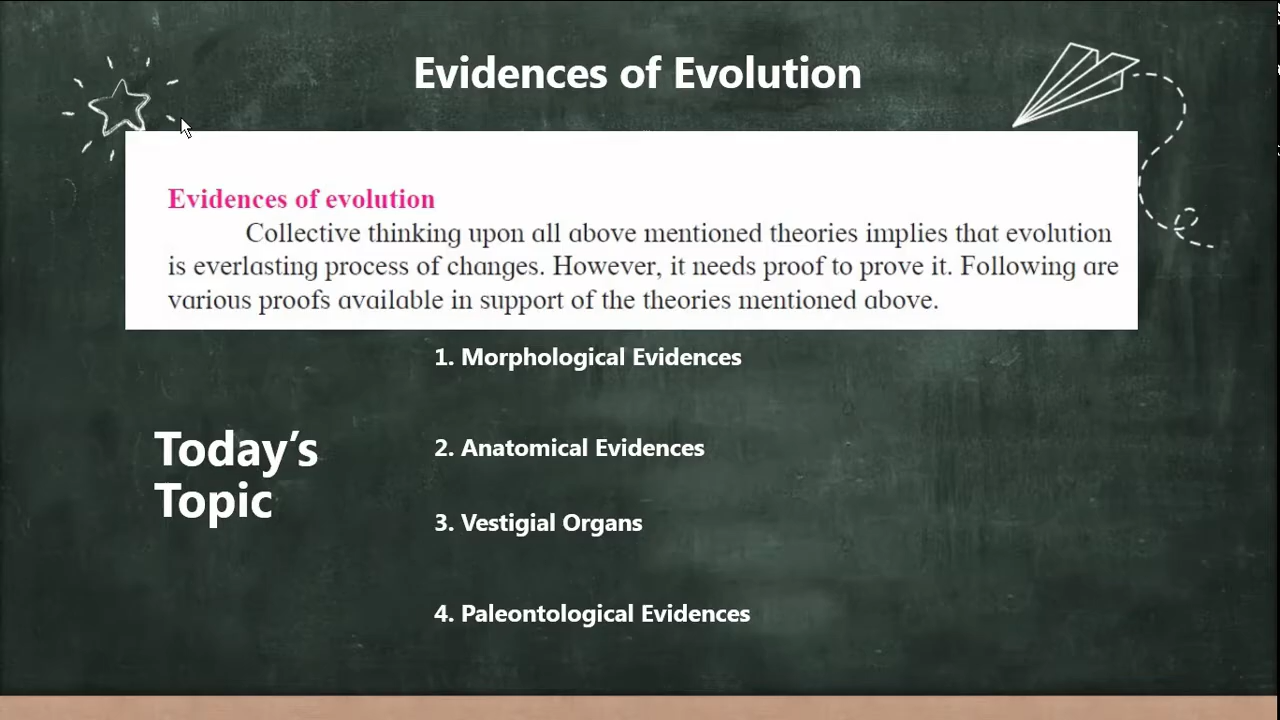 Evidences of Evolution
Evidences of evolution
Collective thinking upon all above mentioned theories implies that evolution
is everlasting process of changes. However, it needs proof to prove it. Following are
various proofs available in support of the theories mentioned above.
1. Morphological Evidences
Today’s
Topic
2. Anatomical Evidences
3. Vestigial Organs
4. Paleontological Evidences